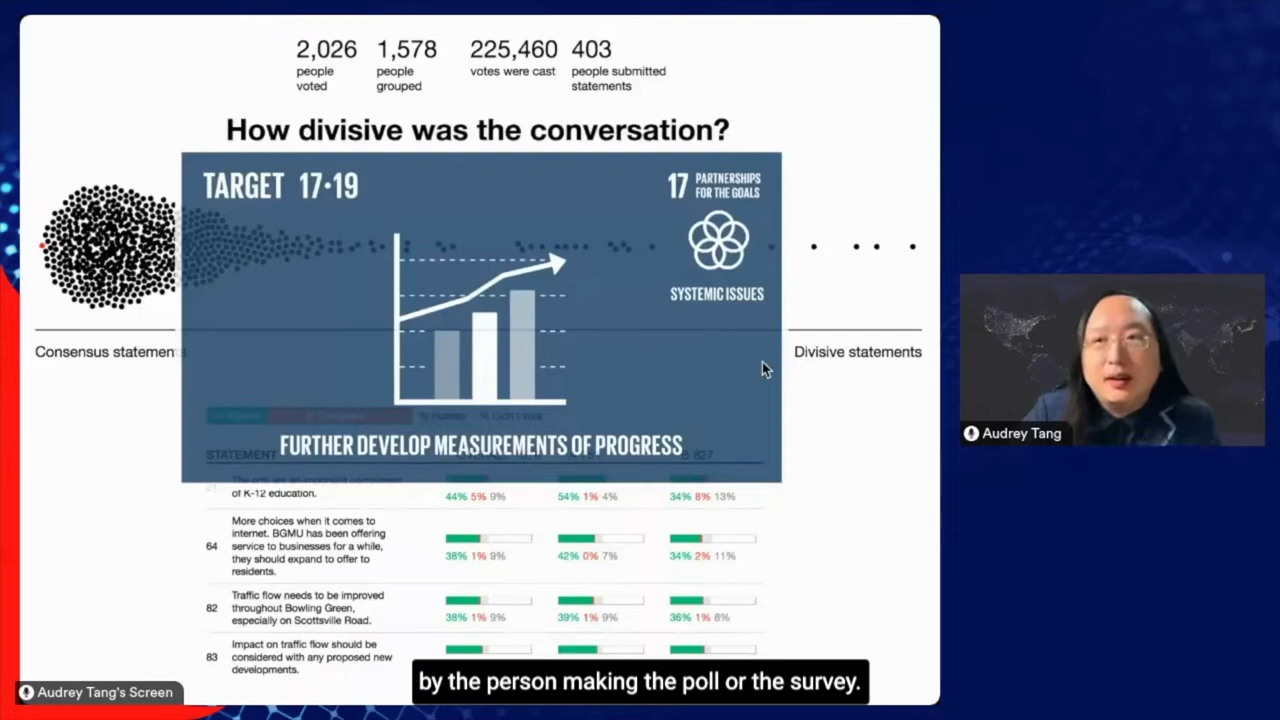 2,026 1,578 225,460 403
people voted
people grouped
votes were cast
people submitted statements
How divisive was the conversation?
TARGET 17·19
17 PARTNERSHIPS
FOR THE GOALS
SYSTEMIC ISSUES
FURTHER DEVELOP MEASUREMENTS OF PROGRESS
Consensus statemen
Divisive statements
STATEMENT
827
The arts are an important component
of K-12 education.
44% 5% 9% 54% 1% 4% 34% 8% 13%
64
More choices when it comes to
internet. BGMU has been offering
service to businesses for a while,
they should expand to offer to
residents.
38% 1% 9% 42% 0% 7% 34% 2% 11%
82
Traffic flow needs to be improved
throughout Bowling Green,
especially on Scottsville Road.
38% 1% 9% 39% 1% 9% 36% 1% 8%
83
Impact on traffic flow should be
considered with any proposed new
developments.
by the person making the poll or the survey.
Audrey Tang's Screen
Audrey Tang